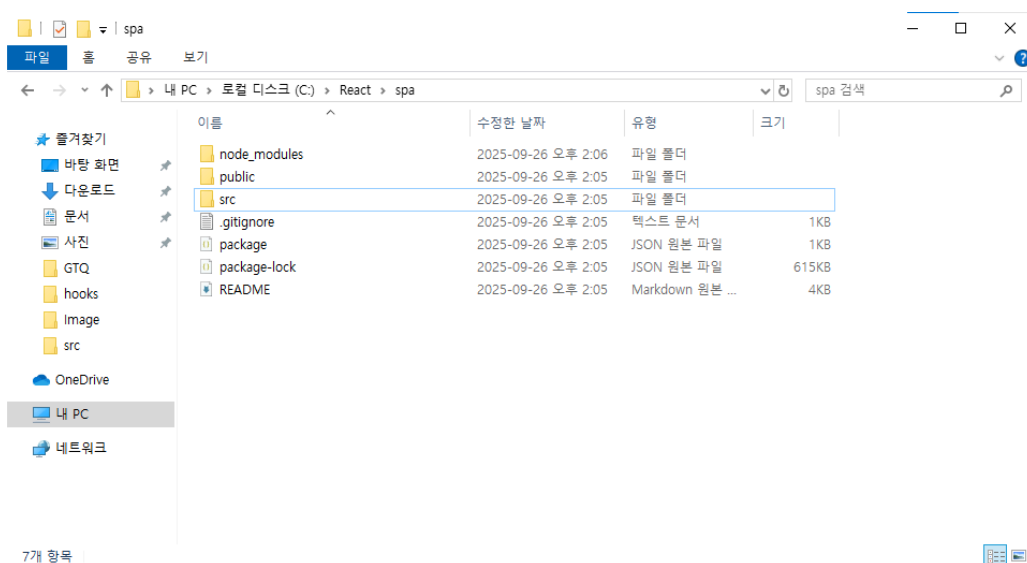 spa
파일 홈 공유 보기
내 PC > 로컬 디스크 (C:) > React > spa
spa 검색
이름 수정한 날짜 유형 크기
즐겨찾기
바탕 화면
다운로드
문서
사진
GTQ
hooks
Image
src
OneDrive
내 PC
네트워크
node_modules 2025-09-26 오후 2:06 파일 폴더
public 2025-09-26 오후 2:05 파일 폴더
src 2025-09-26 오후 2:05 파일 폴더
.gitignore 2025-09-26 오후 2:05 텍스트 문서 1KB
package 2025-09-26 오후 2:05 JSON 원본 파일 1KB
package-lock 2025-09-26 오후 2:05 JSON 원본 파일 615KB
README 2025-09-26 오후 2:05 Markdown 원본 ... 4KB
7개 항목